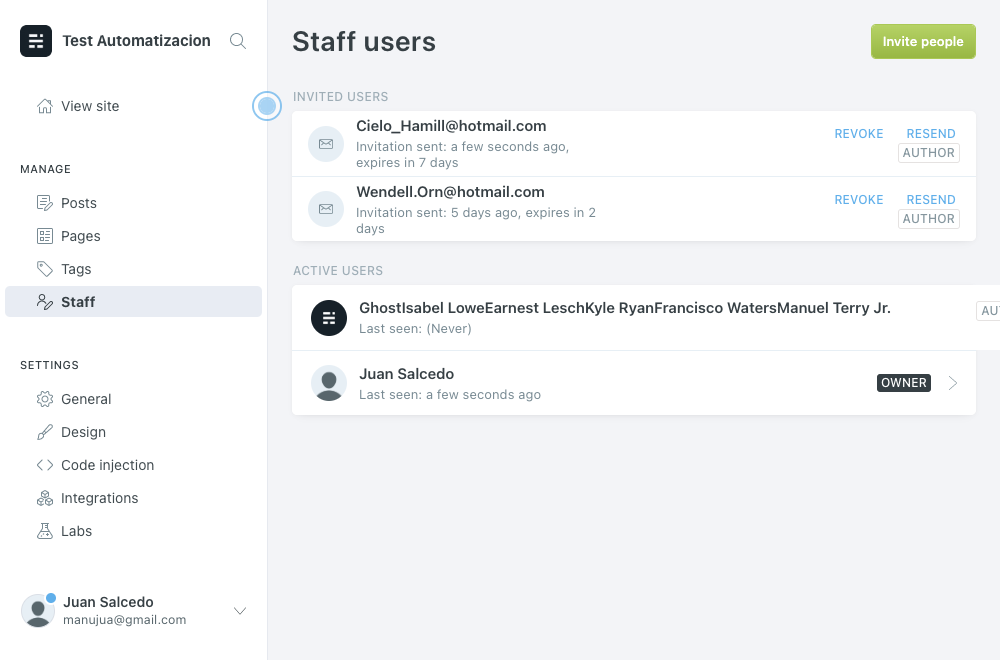 Test Automatizacion
View site
MANAGE
Posts
Pages
Tags
Staff
SETTINGS
General
Design
Code injection
Integrations
Labs
Juan Salcedo
manujua@gmail.com
Staff users
Invite people
INVITED USERS
Cielo_Hamill@hotmail.com
Invitation sent: a few seconds ago,
expires in 7 days
REVOKE RESEND
AUTHOR
Wendell.Orn@hotmail.com
Invitation sent: 5 days ago, expires in 2
days
REVOKE RESEND
AUTHOR
ACTIVE USERS
GhostIsabel LoweEarnest LeschKyle RyanFrancisco WatersManuel Terry Jr.
Last seen: (Never)
Juan Salcedo
Last seen: a few seconds ago
OWNER